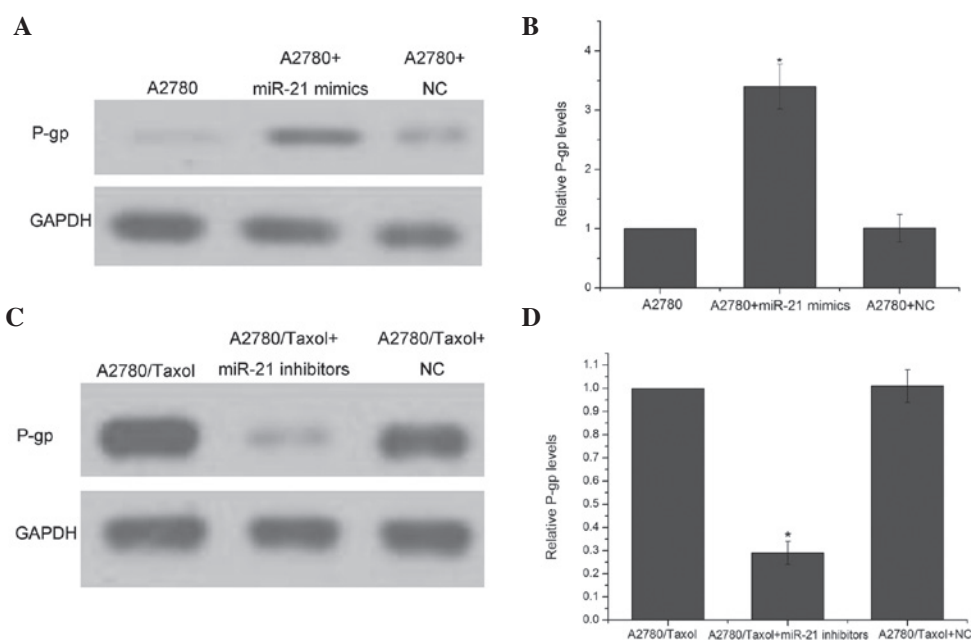 A
A2780
A2780+
miR-21 mimics
A2780+
NC
P-gp
GAPDH
B
Relative P-gp levels
4
3
2
1
0
*
A2780
A2780+miR-21 mimics
A2780+NC
C
A2780/Taxol
A2780/Taxol+
miR-21 inhibitors
A2780/Taxol+
NC
P-gp
GAPDH
D
Relative P-gp levels
1.1
1.0
0.9
0.8
0.7
0.6
0.5
0.4
0.3
0.2
0.1
0.0
*
A2780/Taxol
A2780/Taxol+miR-21 inhibitors
A2780/Taxol+NC